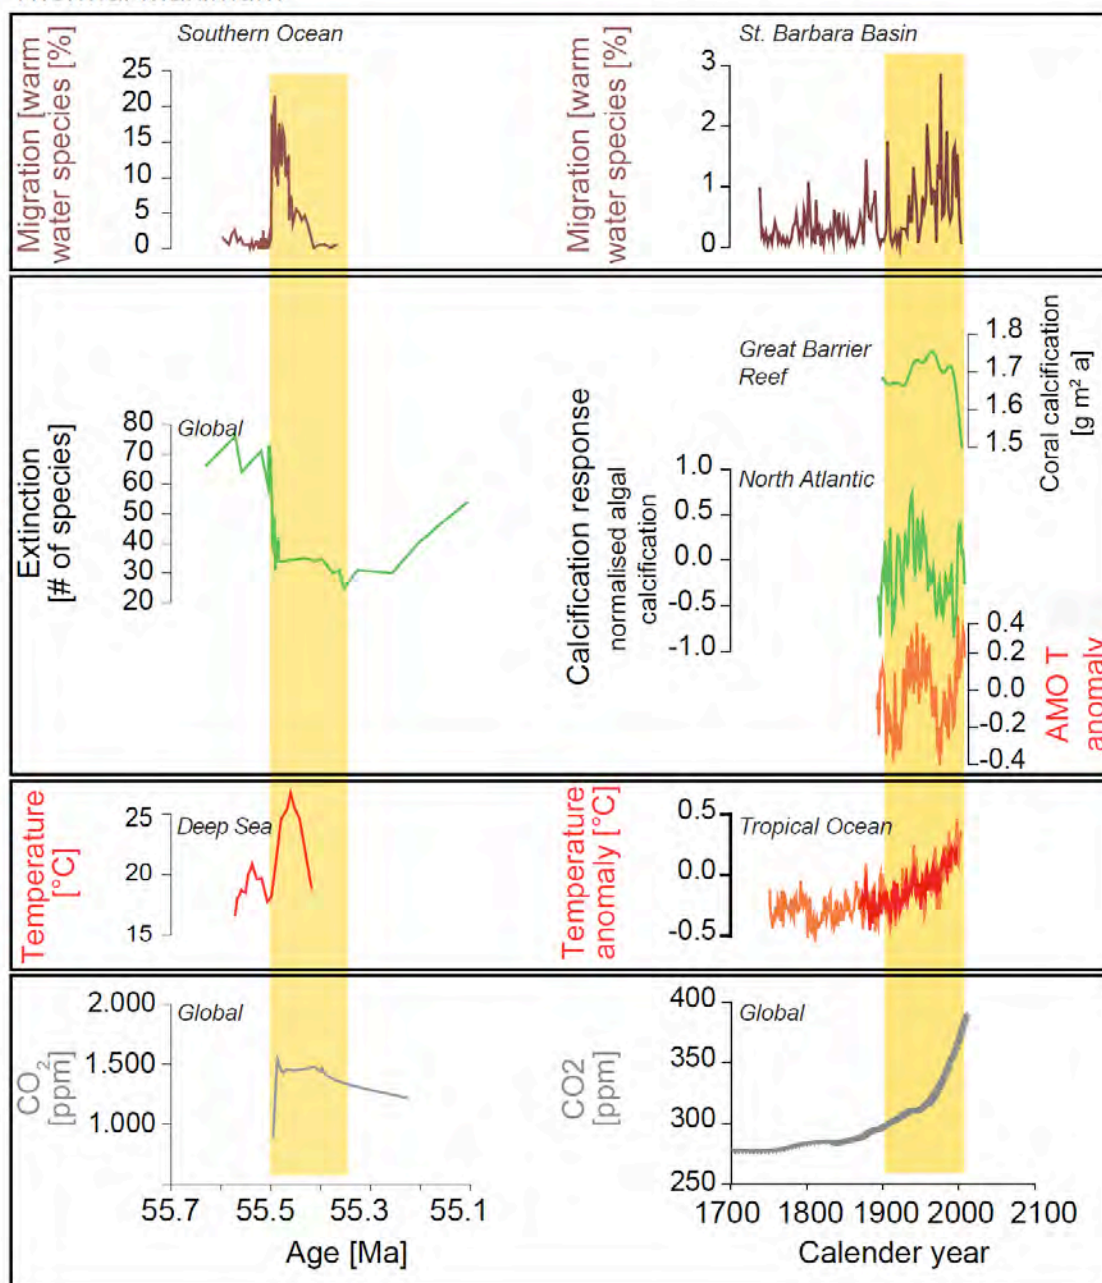 Southern Ocean
Migration [warm
water species [%]
25
20
15
10
5
0
St. Barbara Basin
Migration [warm
water species [%]
3
2
1
0
Global
Extinction
[# of species]
80
70
60
50
40
30
20
Great Barrier
Reef
1.8
1.7
1.6
1.5
Coral calcification
[g m² a]
North Atlantic
Calcification response
normalised algal
calcification
1.0
0.5
0.0
-0.5
-1.0
0.4
0.2
0.0
-0.2
-0.4
AMO T
anomaly
Deep Sea
Temperature
[°C]
25
20
15
Tropical Ocean
Temperature
anomaly [°C]
0.5
0.0
-0.5
Global
CO₂
[ppm]
2.000
1.500
1.000
55.7 55.5 55.3 55.1
Age [Ma]
Global
CO2
[ppm]
400
350
300
250
1700 1800 1900 2000 2100
Calender year